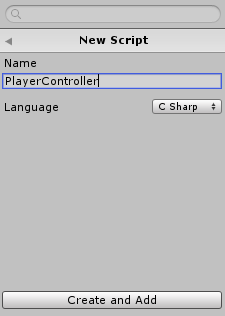 New Script
Name
PlayerController
Language C Sharp
Create and Add